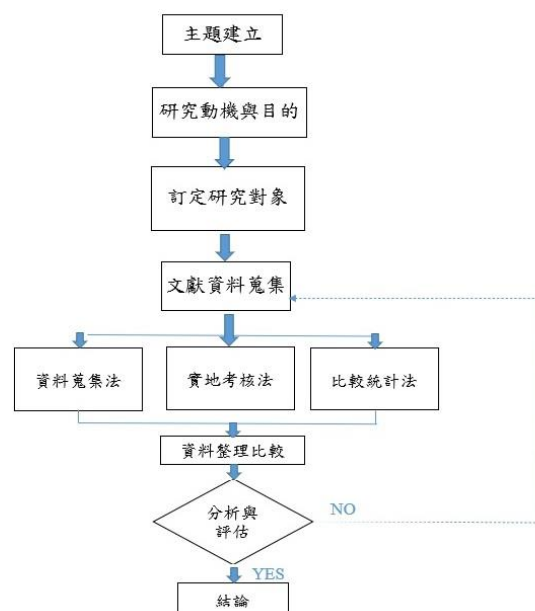 主題建立
研究動機與目的
訂定研究對象
文獻資料蒐集
資料蒐集法
實地考核法
比較統計法
資料整理比較
分析與
評估
NO
YES
結論